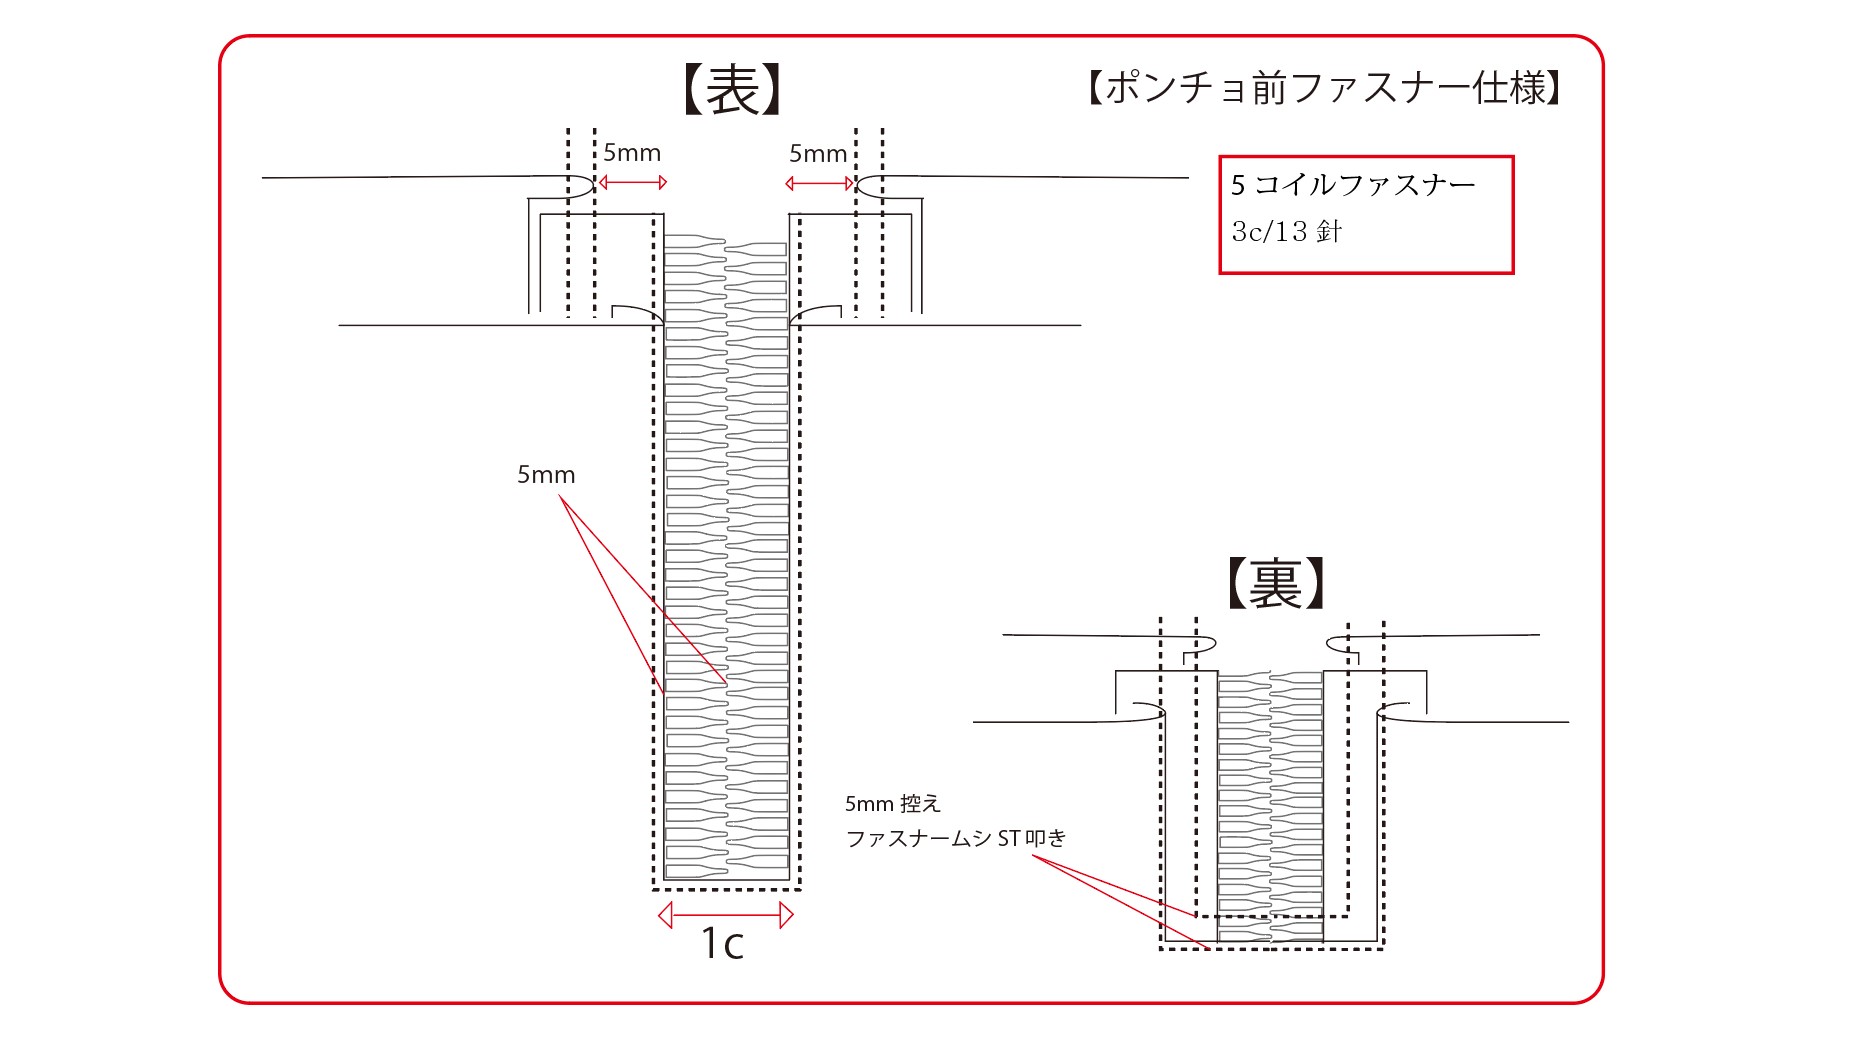 【表】
【ポンチョ前ファスナー仕様】
5mm
5mm
5 コイルファスナー
3c/13 針
5mm
【裏】
5mm 控え
ファスナームシ ST 叩き
1c